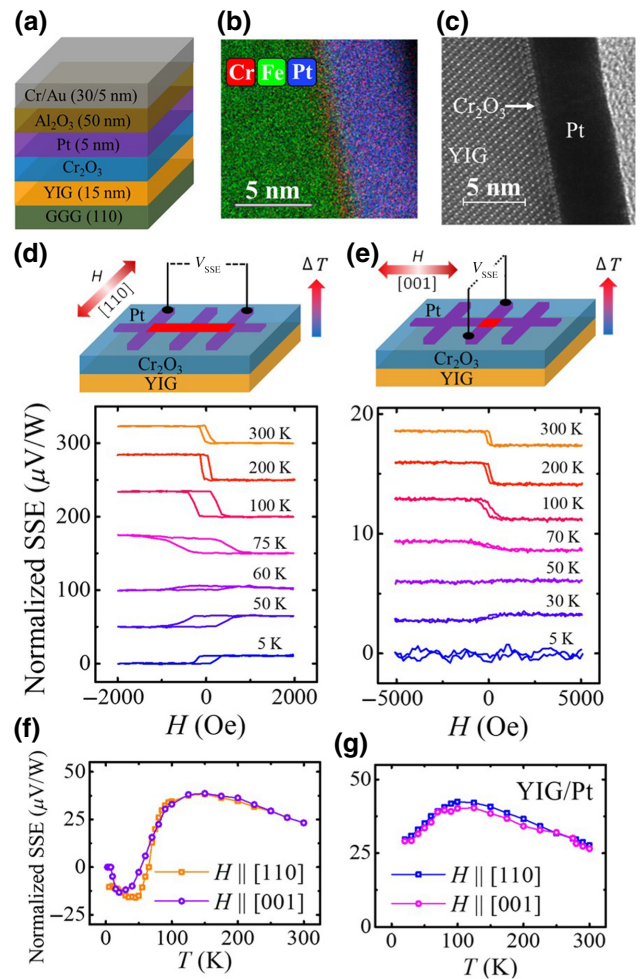 (a)
Cr/Au (30/5 nm)
Al₂O₃ (50 nm)
Pt (5 nm)
Cr₂O₃
YIG (15 nm)
GGG (110)
(b)
Cr Fe Pt
5 nm
(c)
Cr₂O₃
Pt
YIG
5 nm
(d)
H
[110]
V_SSE
ΔT
Pt
Cr₂O₃
YIG
Normalized SSE (µV/W)
300
200
100
0
300 K
200 K
100 K
75 K
60 K
50 K
5 K
−2000 0 2000
H (Oe)
(e)
H
[001]
V_SSE
ΔT
Pt
Cr₂O₃
YIG
20
10
0
300 K
200 K
100 K
70 K
50 K
30 K
5 K
−5000 0 5000
H (Oe)
(f)
Normalized SSE (µV/W)
50
25
0
−25
H || [110]
H || [001]
0 100 200 300
T (K)
(g)
75
50
25
0
YIG/Pt
H || [110]
H || [001]
0 100 200 300
T (K)